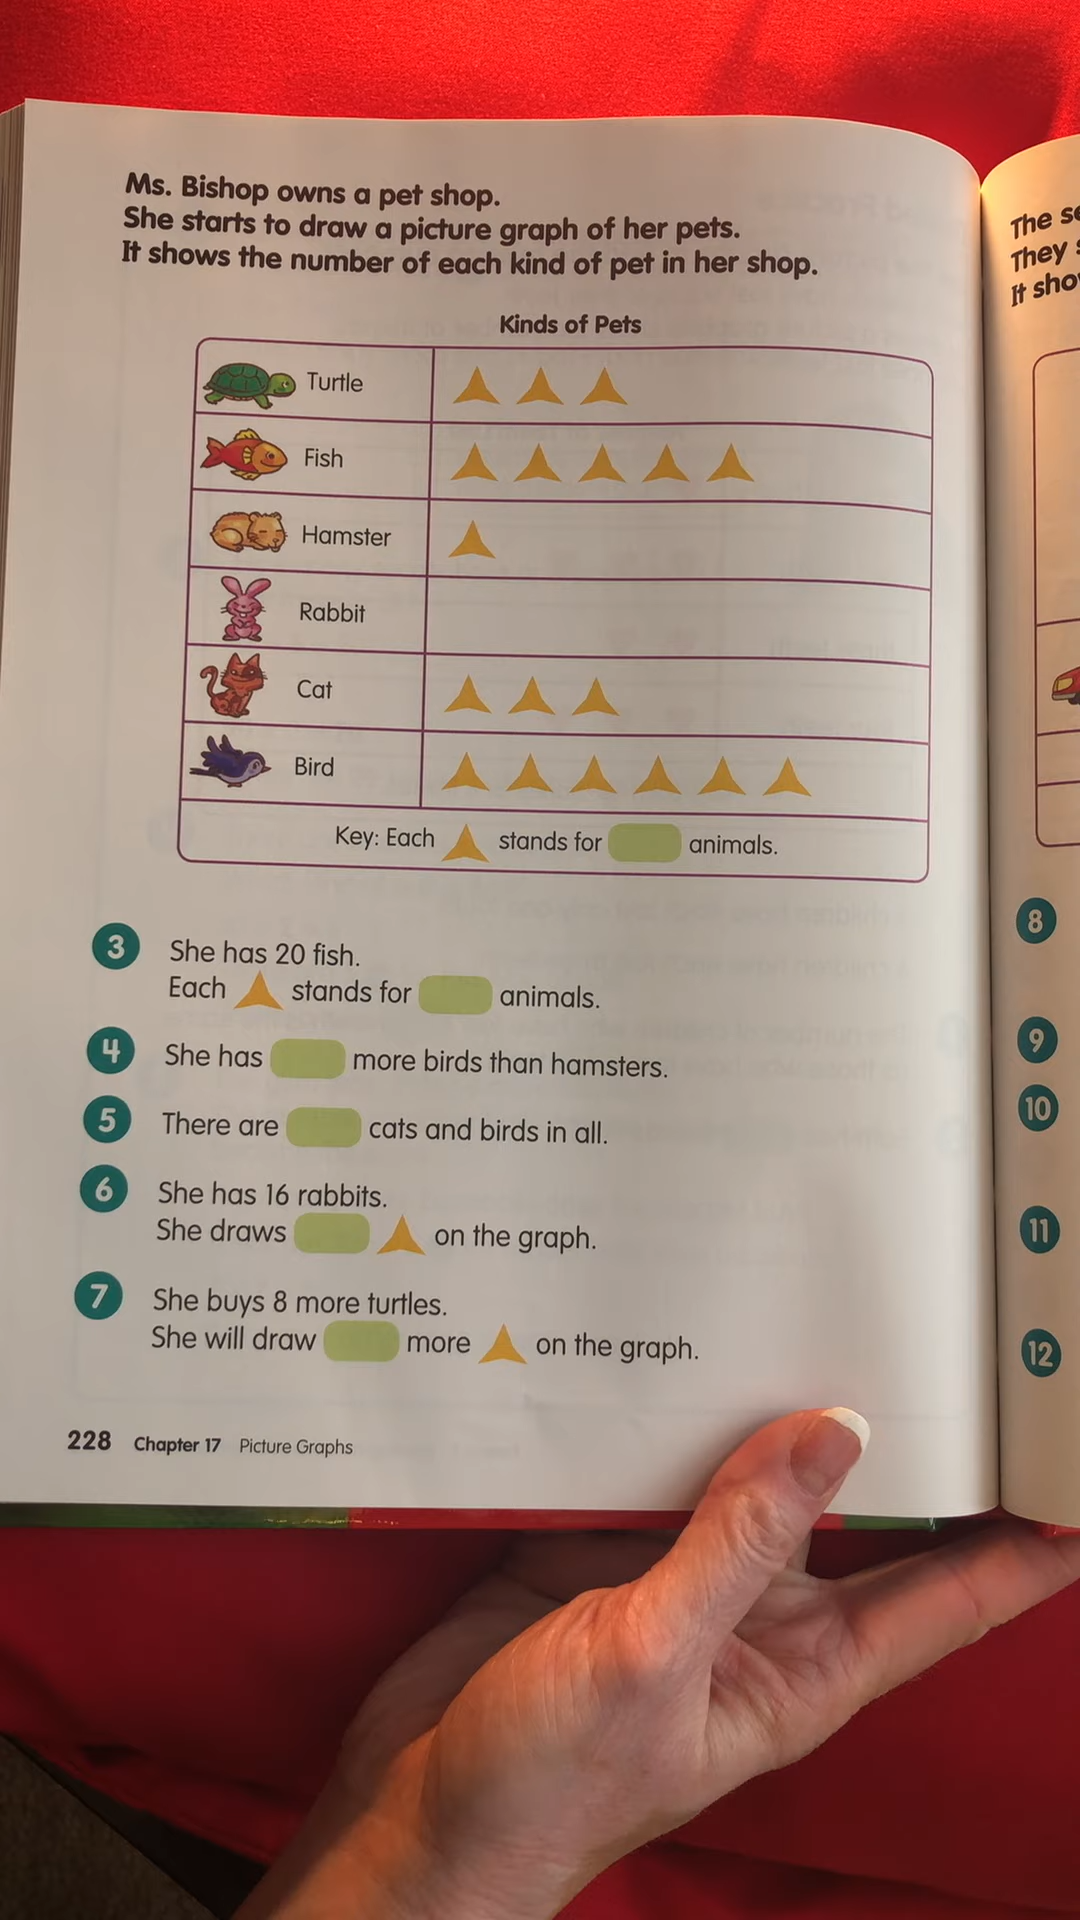 Ms. Bishop owns a pet shop.
She starts to draw a picture graph of her pets.
It shows the number of each kind of pet in her shop.
Kinds of Pets
Turtle
Fish
Hamster
Rabbit
Cat
Bird
Key: Each stands for animals.
3 She has 20 fish.
Each stands for animals.
4 She has more birds than hamsters.
5 There are cats and birds in all.
6 She has 16 rabbits.
She draws on the graph.
7 She buys 8 more turtles.
She will draw more on the graph.
228 Chapter 17 Picture Graphs
The
They
It
8
9
10
11
12